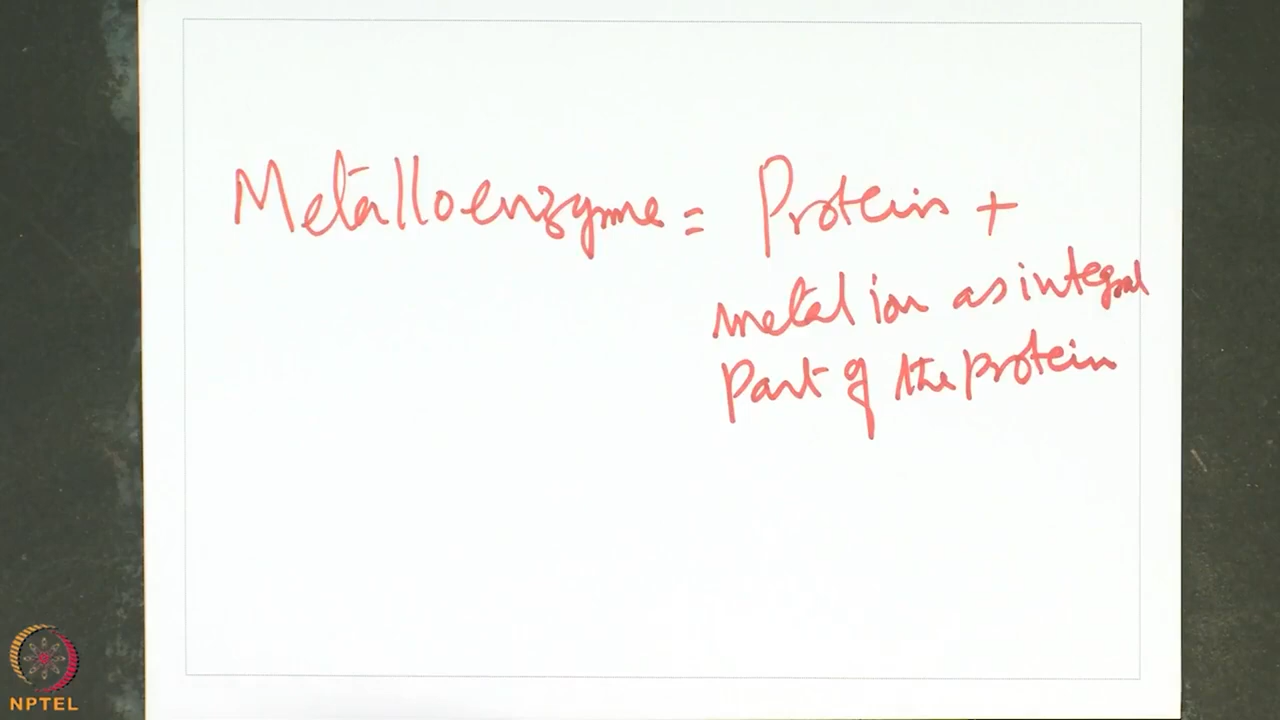 Metalloenzyme = Protein +
metal ion as integral
part of the protein
NPTEL